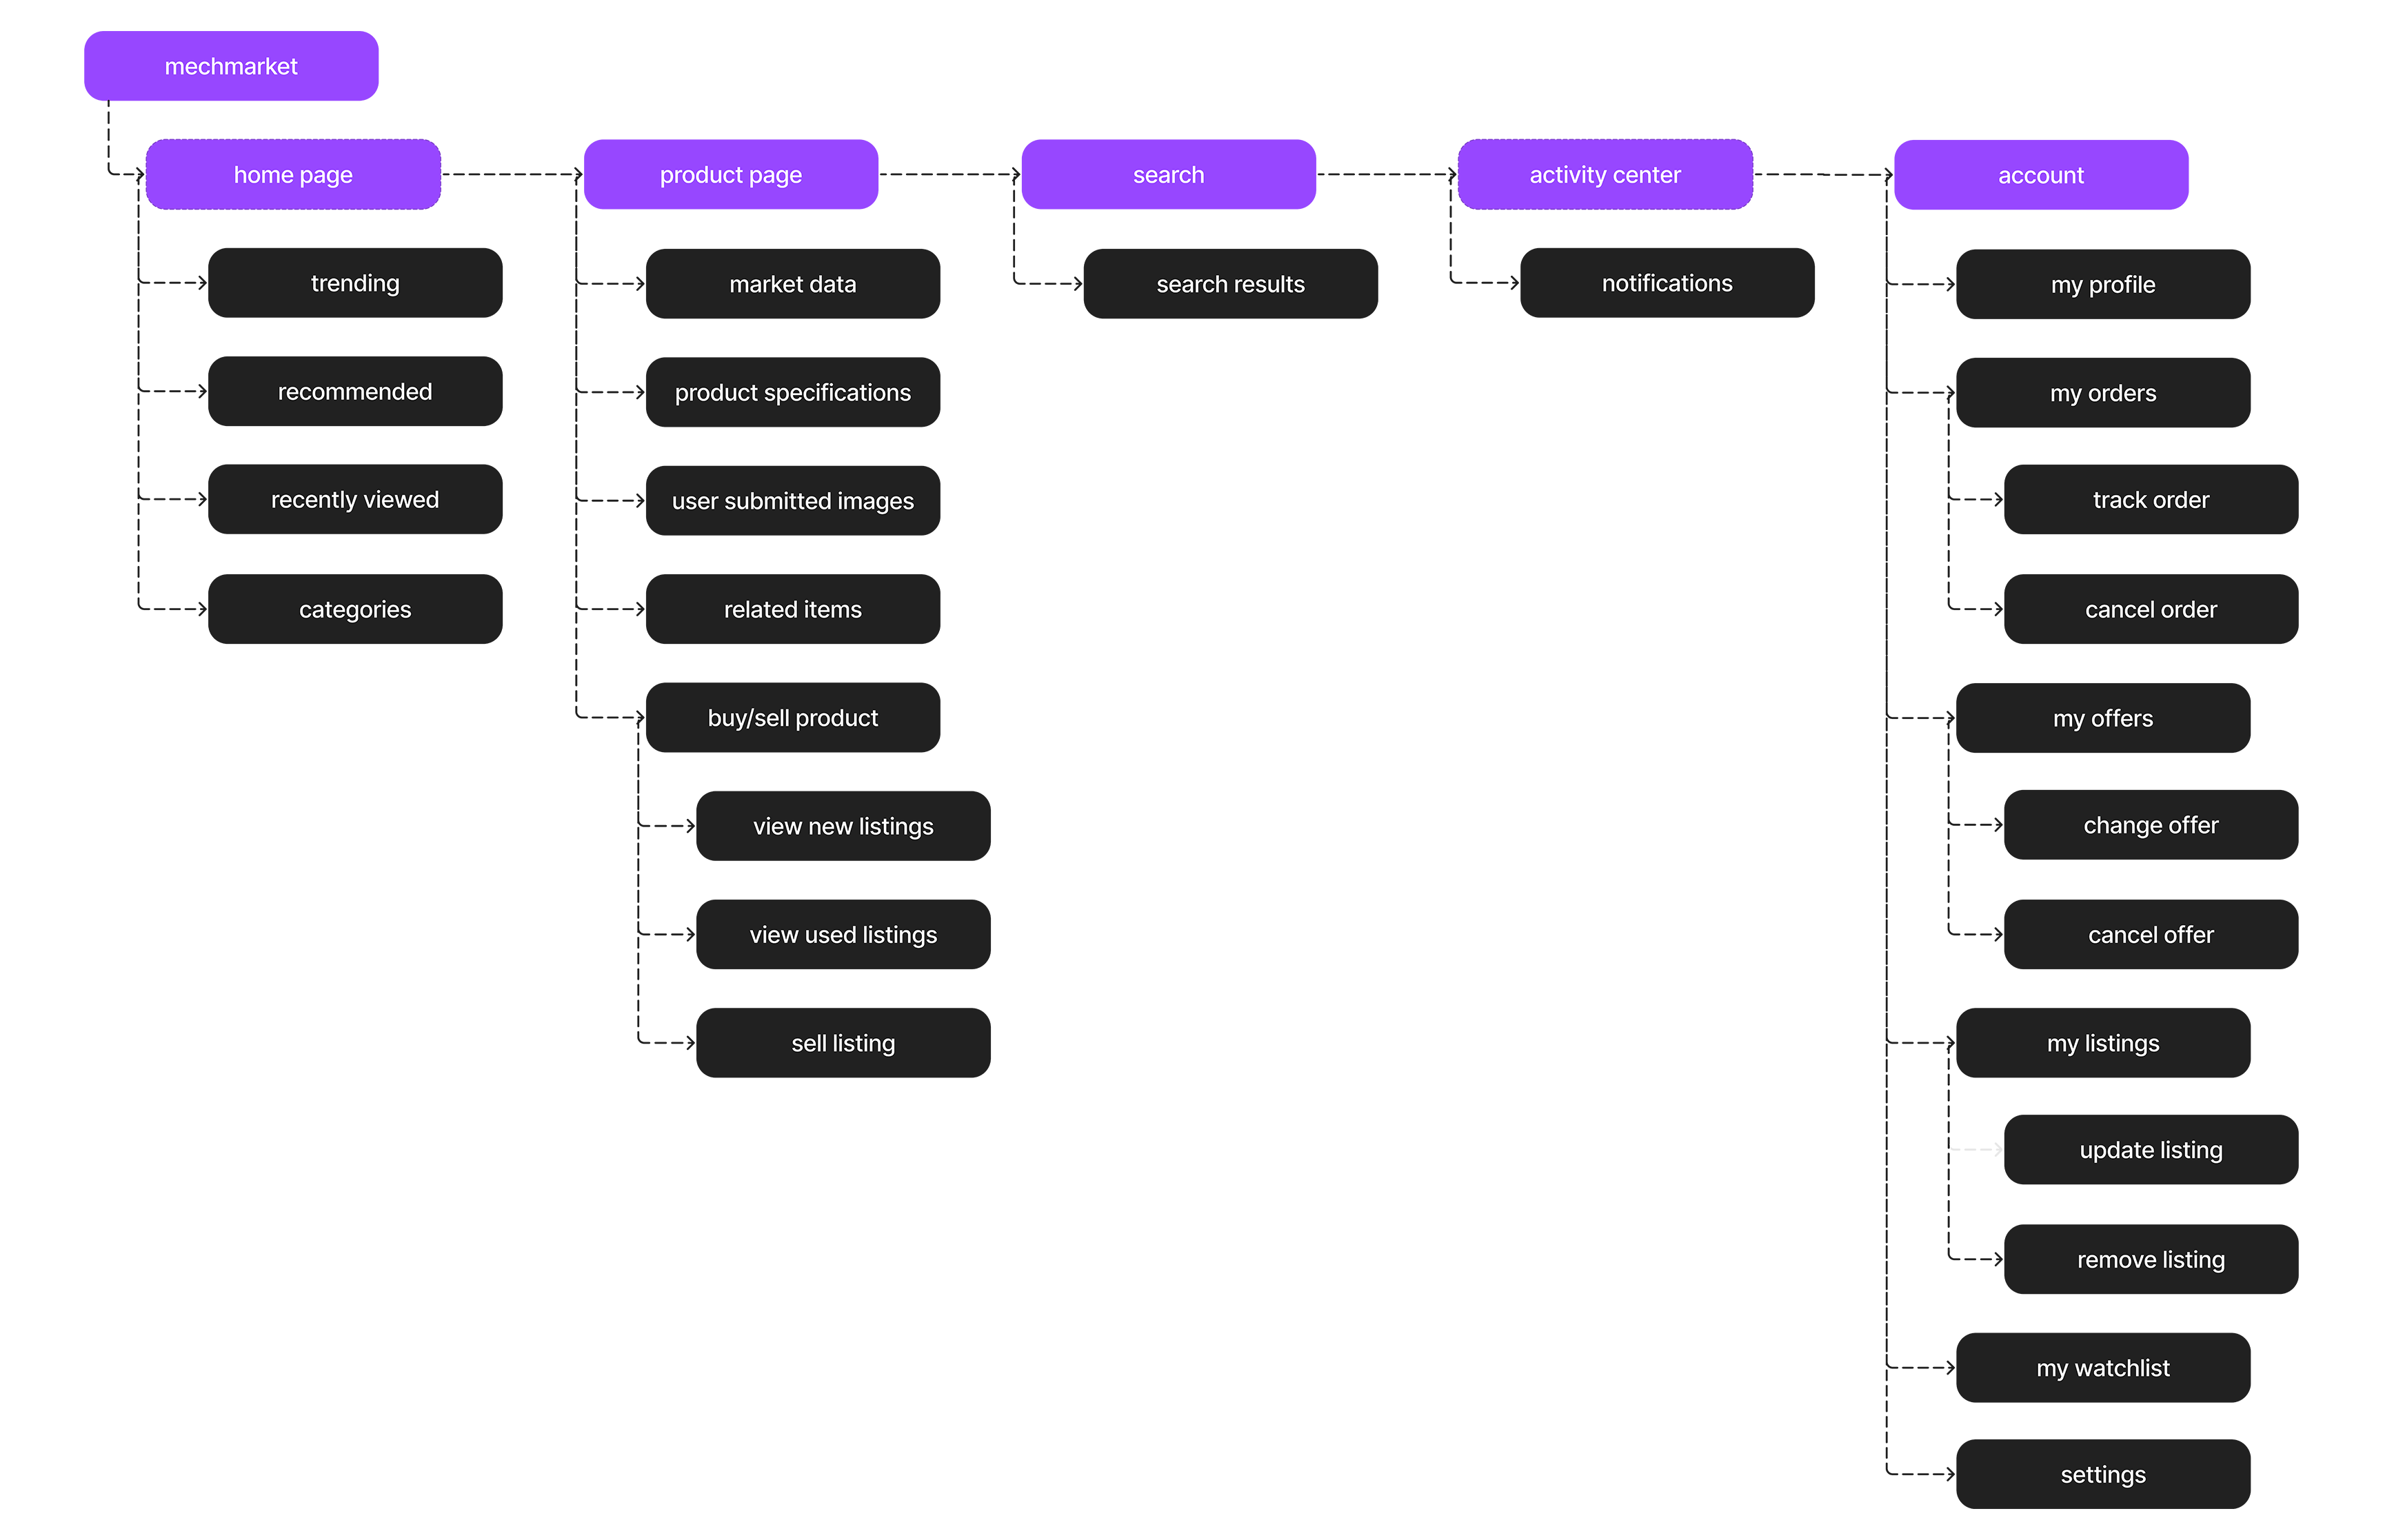 mechmarket
home page
trending
recommended
recently viewed
categories
product page
market data
product specifications
user submitted images
related items
buy/sell product
view new listings
view used listings
sell listing
search
search results
activity center
notifications
account
my profile
my orders
track order
cancel order
my offers
change offer
cancel offer
my listings
update listing
remove listing
my watchlist
settings